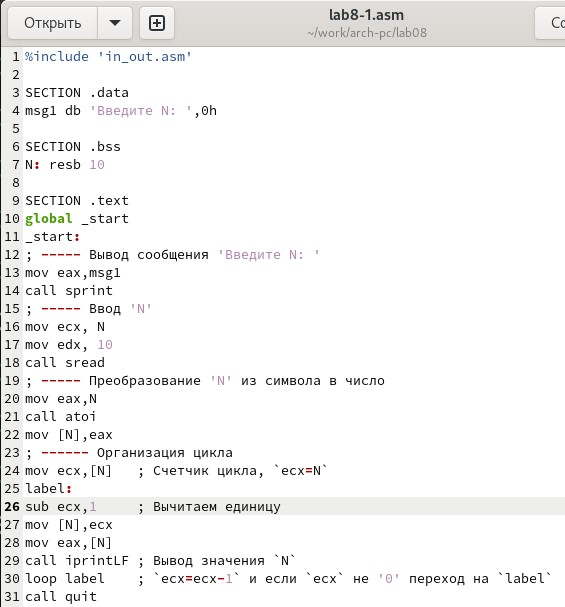 Открыть
lab8-1.asm
~/work/arch-pc/lab08
Со
1 %include 'in_out.asm'
2
3 SECTION .data
4 msg1 db 'Введите N: ',0h
5
6 SECTION .bss
7 N: resb 10
8
9 SECTION .text
10 global _start
11 _start:
12 ; ----- Вывод сообщения 'Введите N: '
13 mov eax,msg1
14 call sprint
15 ; ----- Ввод 'N'
16 mov ecx, N
17 mov edx, 10
18 call sread
19 ; ----- Преобразование 'N' из символа в число
20 mov eax,N
21 call atoi
22 mov [N],eax
23 ; ------ Организация цикла
24 mov ecx,[N]   ; Счетчик цикла, `ecx=N`
25 label:
26 sub ecx,1     ; Вычитаем единицу
27 mov [N],ecx
28 mov eax,[N]
29 call iprintLF ; Вывод значения `N`
30 loop label    ; `ecx=ecx-1` и если `ecx` не '0' переход на `label`
31 call quit